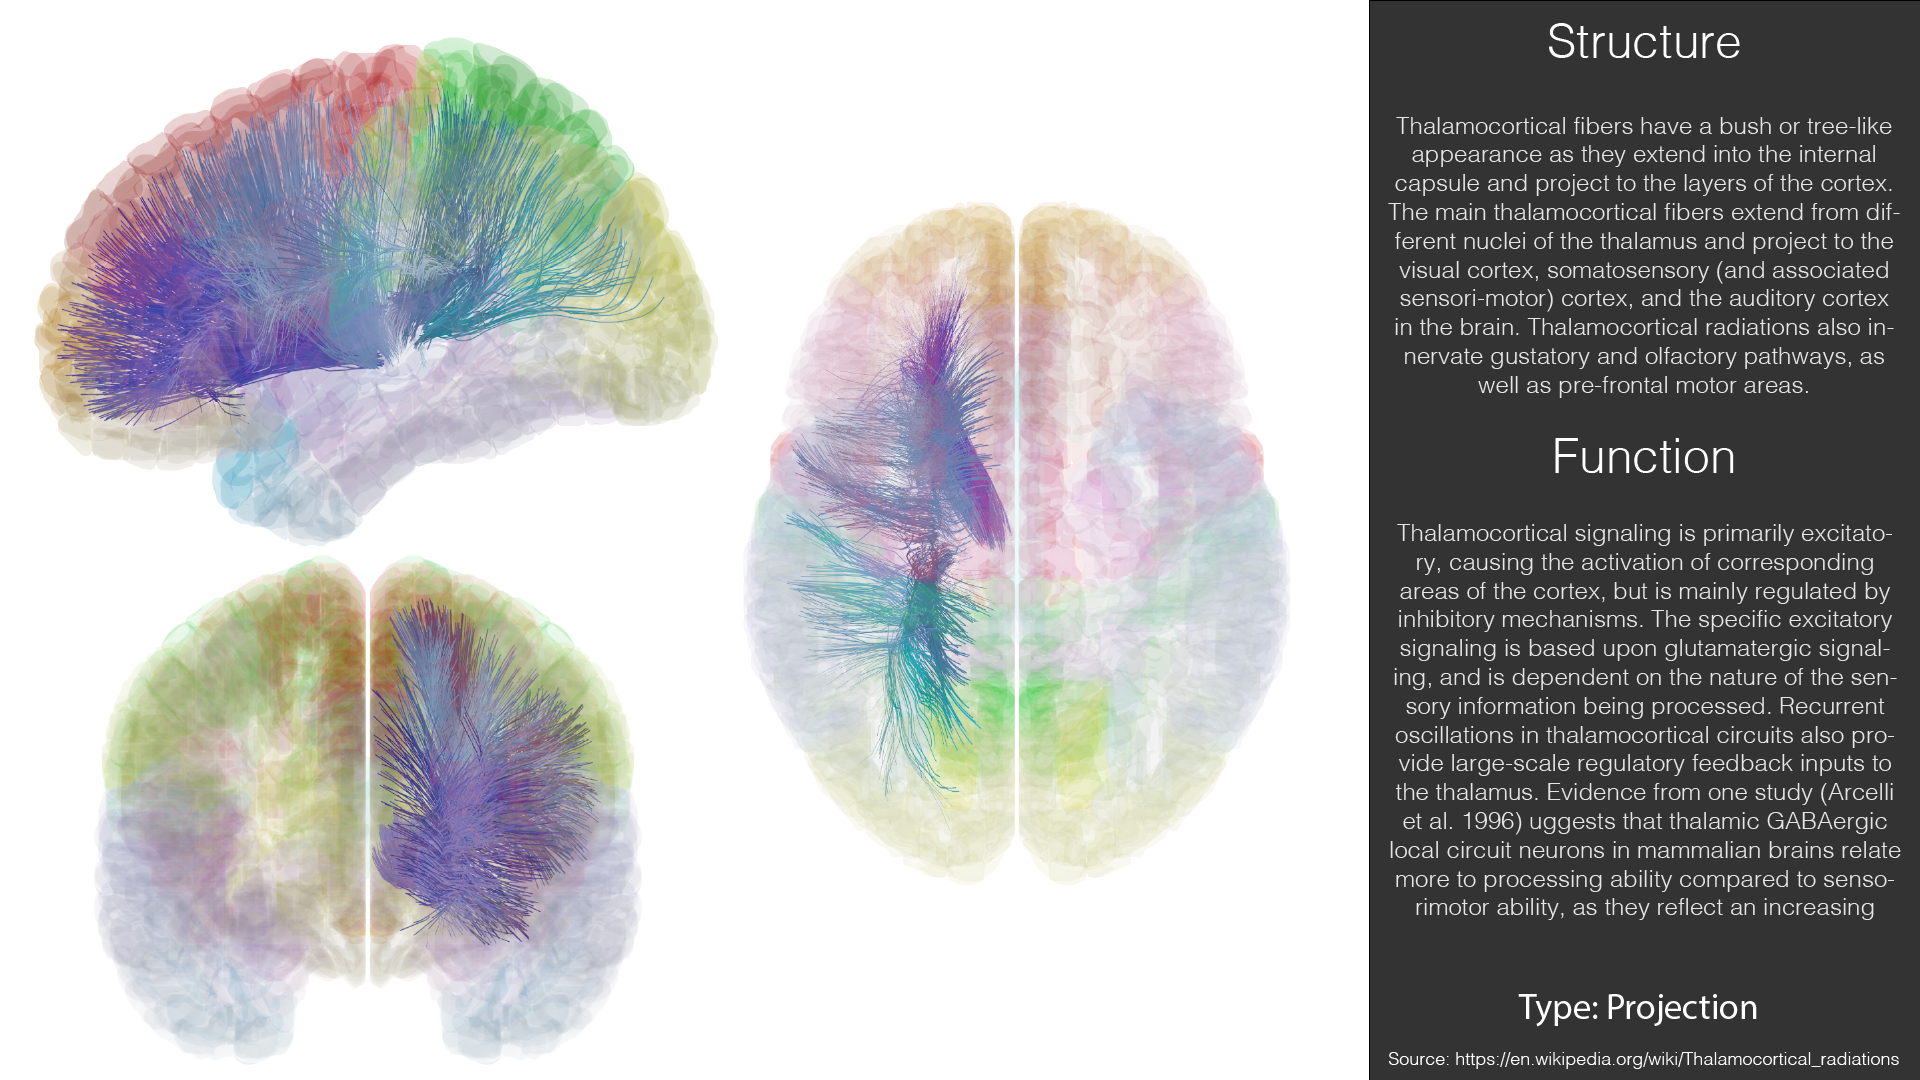 Structure
Thalamocortical fibers have a bush or tree-like
appearance as they extend into the internal
capsule and project to the layers of the cortex.
The main thalamocortical fibers extend from dif-
ferent nuclei of the thalamus and project to the
visual cortex, somatosensory (and associated
sensori-motor) cortex, and the auditory cortex
in the brain. Thalamocortical radiations also in-
nervate gustatory and olfactory pathways, as
well as pre-frontal motor areas.
Function
Thalamocortical signaling is primarily excitato-
ry, causing the activation of corresponding
areas of the cortex, but is mainly regulated by
inhibitory mechanisms. The specific excitatory
signaling is based upon glutamatergic signal-
ing, and is dependent on the nature of the sen-
sory information being processed. Recurrent
oscillations in thalamocortical circuits also pro-
vide large-scale regulatory feedback inputs to
the thalamus. Evidence from one study (Arcelli
et al. 1996) uggests that thalamic GABAergic
local circuit neurons in mammalian brains relate
more to processing ability compared to senso-
rimotor ability, as they reflect an increasing
Type: Projection
Source: https://en.wikipedia.org/wiki/Thalamocortical_radiations